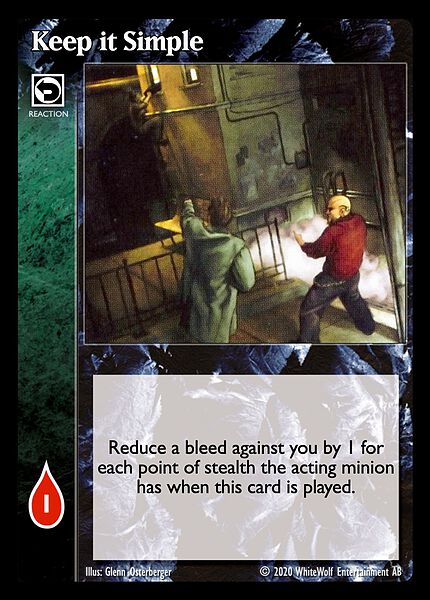 Keep it Simple
REACTION
Reduce a bleed against you by 1 for
each point of stealth the acting minion
has when this card is played.
1
Illus: Glenn Osterberger
© 2020 WhiteWolf Entertainment AB